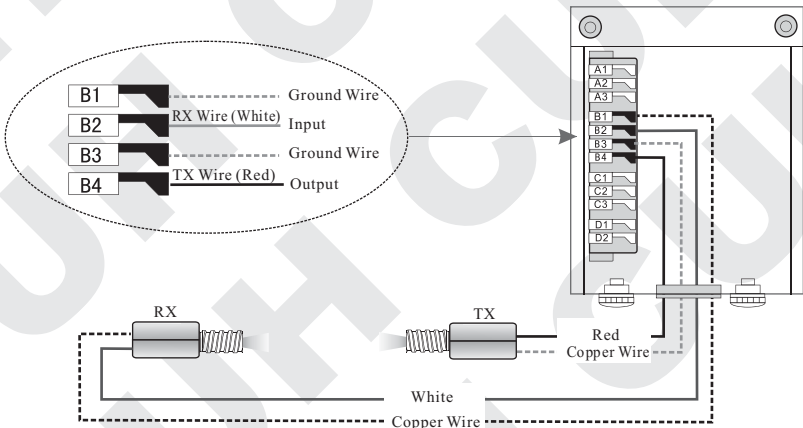 B1
Ground Wire
B2
RX Wire (White)
Input
B3
Ground Wire
B4
TX Wire (Red)
Output
A1
A2
A3
B1
B2
B3
B4
C1
C2
C3
D1
D2
RX
TX
Red
Copper Wire
White
Copper Wire